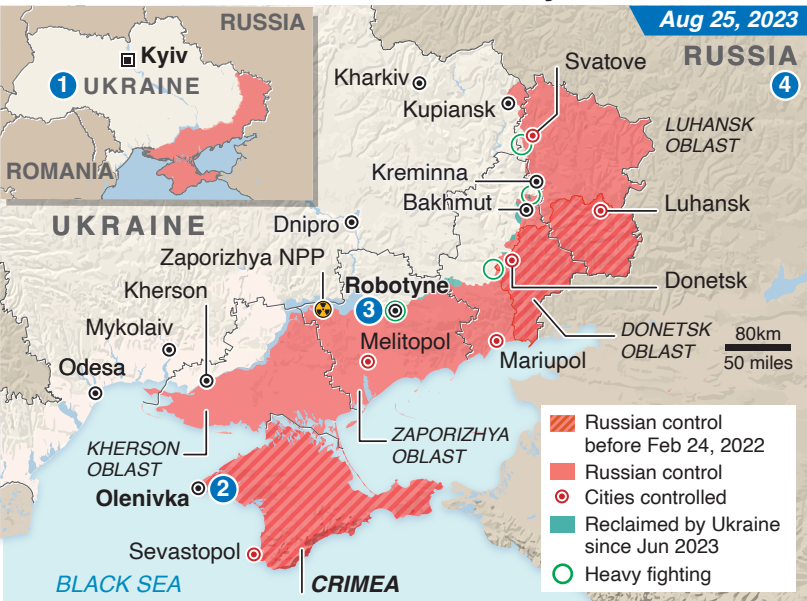 Aug 25, 2023
RUSSIA
Kyiv
1 UKRAINE
ROMANIA
RUSSIA
4
Svatove
Kharkiv
Kupiansk
LUHANSK
OBLAST
Kreminna
Bakhmut
Luhansk
UKRAINE
Dnipro
Zaporizhya NPP
Kherson
Robotyne
3
Donetsk
Mykolaiv
Melitopol
Mariupol
DONETSK
OBLAST
80km
50 miles
Odesa
KHERSON
OBLAST
ZAPORIZHYA
OBLAST
Olenivka
2
Sevastopol
BLACK SEA
CRIMEA
Russian control
before Feb 24, 2022
Russian control
Cities controlled
Reclaimed by Ukraine
since Jun 2023
Heavy fighting